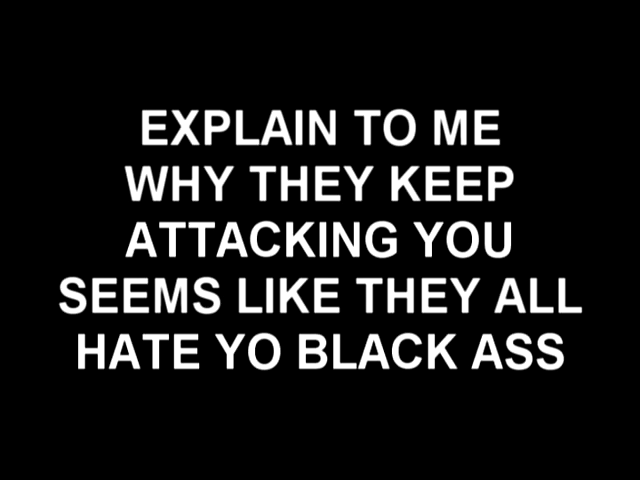 EXPLAIN TO ME
WHY THEY KEEP
ATTACKING YOU
SEEMS LIKE THEY ALL
HATE YO BLACK ASS